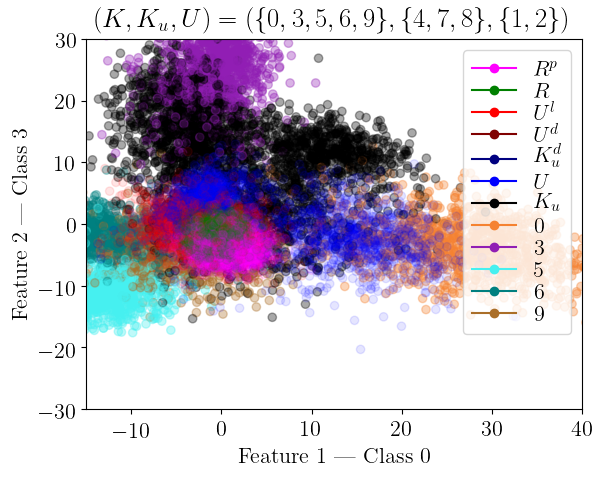 (K, K_u, U) = ({0, 3, 5, 6, 9}, {4, 7, 8}, {1, 2})
Feature 2 — Class 3
30
20
10
0
−10
−20
−30
R^p
R
U^l
U^d
K_u^d
U
K_u
0
3
5
6
9
−10
0
10
20
30
40
Feature 1 — Class 0